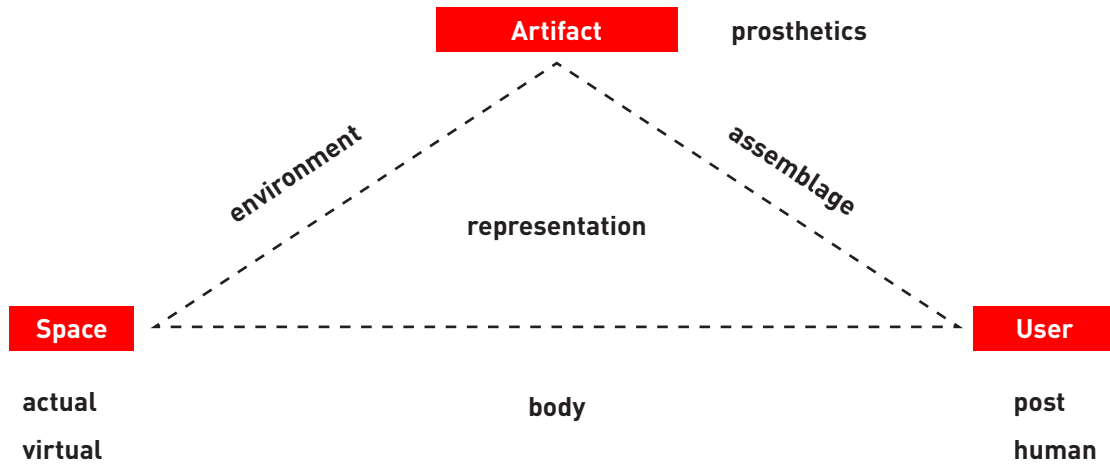 Artifact
prosthetics
environment
assemblage
representation
Space
User
actual
body
post
virtual
human